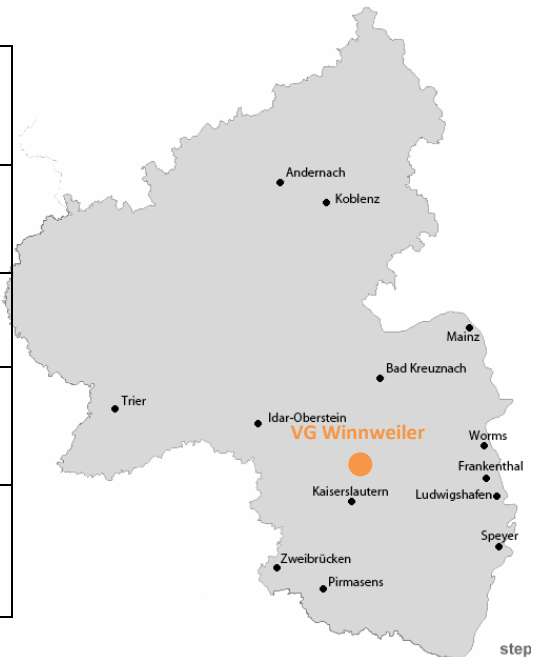 Andernach
Koblenz
Mainz
Bad Kreuznach
Trier
Idar-Oberstein
VG Winnweiler
Worms
Frankenthal
Kaiserslautern
Ludwigshafen
Speyer
Zweibrücken
Pirmasens
step